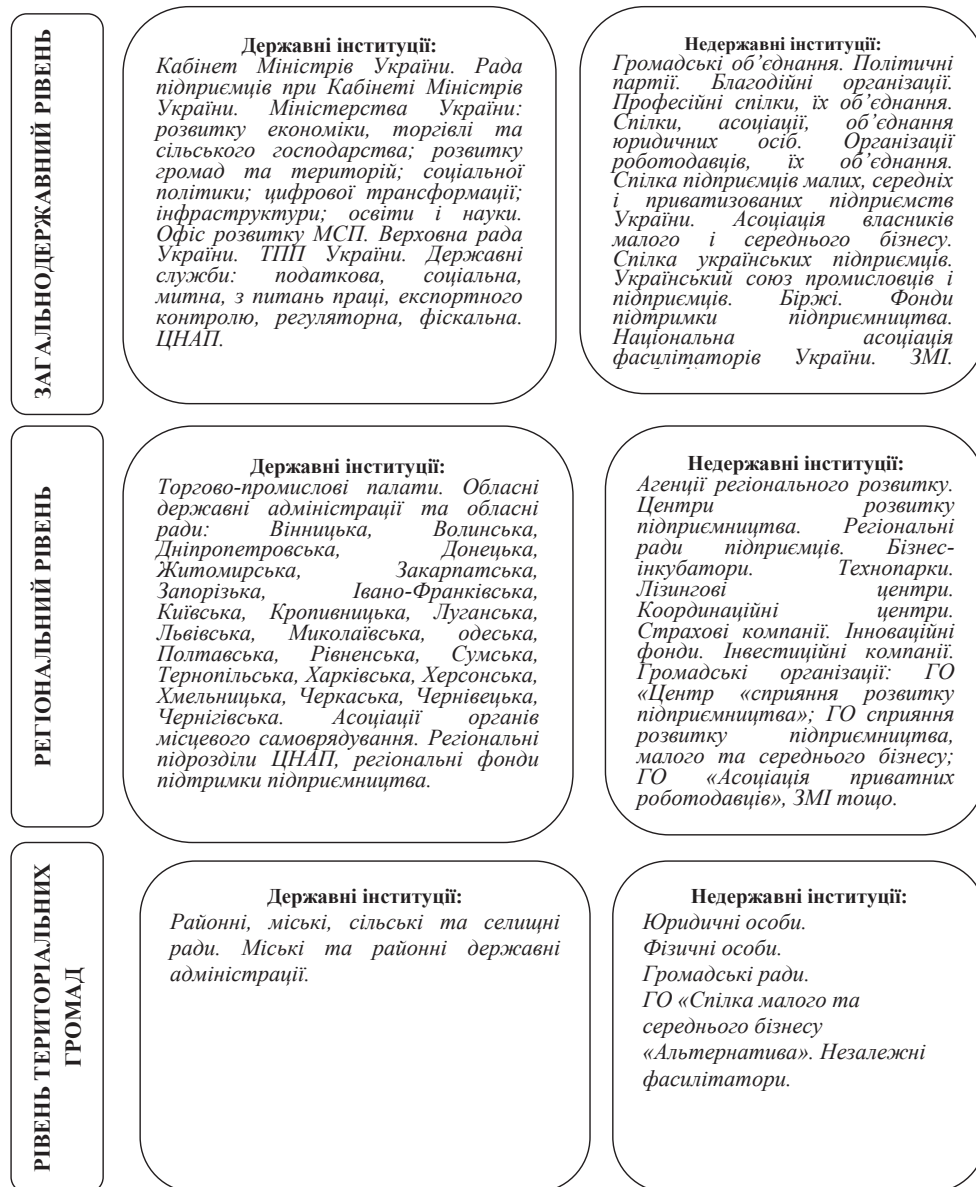 ЗАГАЛЬНОДЕРЖАВНИЙ РІВЕНЬ
Державні інституції:
Кабінет Міністрів України. Рада
підприємців при Кабінеті Міністрів
України. Міністерства України:
розвитку економіки, торгівлі та
сільського господарства; розвитку
громад та територій; соціальної
політики; цифрової трансформації;
інфраструктури; освіти і науки.
Офіс розвитку МСП. Верховна рада
України. ТПП України. Державні
служби: податкова, соціальна,
митна, з питань праці, експортного
контролю, регуляторна, фіскальна.
ЦНАП.
Недержавні інституції:
Громадські об’єднання. Політичні
партії. Благодійні організації.
Професійні спілки, їх об’єднання.
Спілки, асоціації, об’єднання
юридичних осіб. Організації
роботодавців, їх об’єднання.
Спілка підприємців малих, середніх
і приватизованих підприємств
України. Асоціація власників
малого і середнього бізнесу.
Спілка українських підприємців.
Український союз промисловців і
підприємців. Біржі. Фонди
підтримки підприємництва.
Національна асоціація
фасилітаторів України. ЗМІ.
РЕГІОНАЛЬНИЙ РІВЕНЬ
Державні інституції:
Торгово-промислові палати. Обласні
державні адміністрації та обласні
ради: Вінницька, Волинська,
Дніпропетровська, Донецька,
Житомирська, Закарпатська,
Запорізька, Івано-Франківська,
Київська, Кропивницька, Луганська,
Львівська, Миколаївська, одеська,
Полтавська, Рівненська, Сумська,
Тернопільська, Харківська, Херсонська,
Хмельницька, Черкаська, Чернівецька,
Чернігівська. Асоціації органів
місцевого самоврядування. Регіональні
підрозділи ЦНАП, регіональні фонди
підтримки підприємництва.
Недержавні інституції:
Агенції регіонального розвитку.
Центри розвитку
підприємництва. Регіональні
ради підприємців. Бізнес-
інкубатори. Технопарки.
Лізингові центри.
Координаційні центри.
Страхові компанії. Інноваційні
фонди. Інвестиційні компанії.
Громадські організації: ГО
«Центр «сприяння розвитку
підприємництва»; ГО сприяння
розвитку підприємництва,
малого та середнього бізнесу;
ГО «Асоціація приватних
роботодавців», ЗМІ тощо.
РІВЕНЬ ТЕРИТОРІАЛЬНИХ
ГРОМАД
Державні інституції:
Районні, міські, сільські та селищні
ради. Міські та районні державні
адміністрації.
Недержавні інституції:
Юридичні особи.
Фізичні особи.
Громадські ради.
ГО «Спілка малого та
середнього бізнесу
«Альтернатива». Незалежні
фасилітатори.